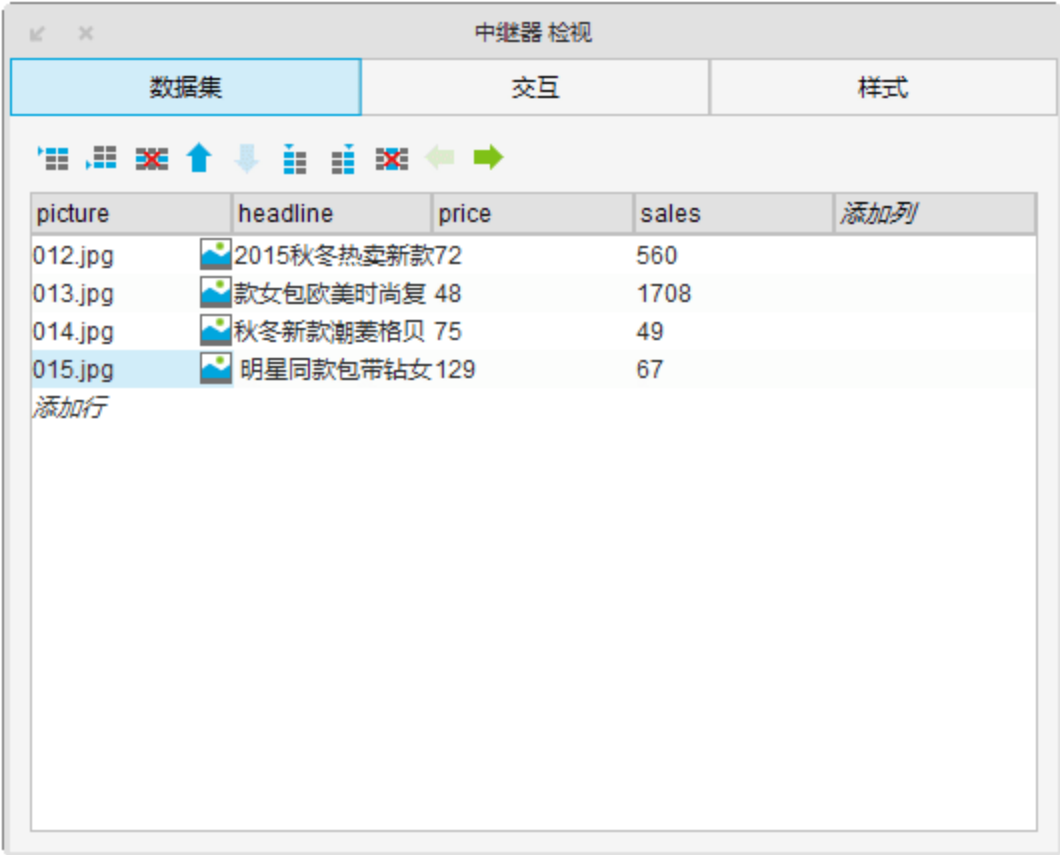 中继器 检视
数据集 交互 样式
picture headline price sales 添加列
012.jpg 2015秋冬热卖新款 72 560
013.jpg 款女包欧美时尚复 48 1708
014.jpg 秋冬新款潮菱格贝 75 49
015.jpg 明星同款包带钻女 129 67
添加行